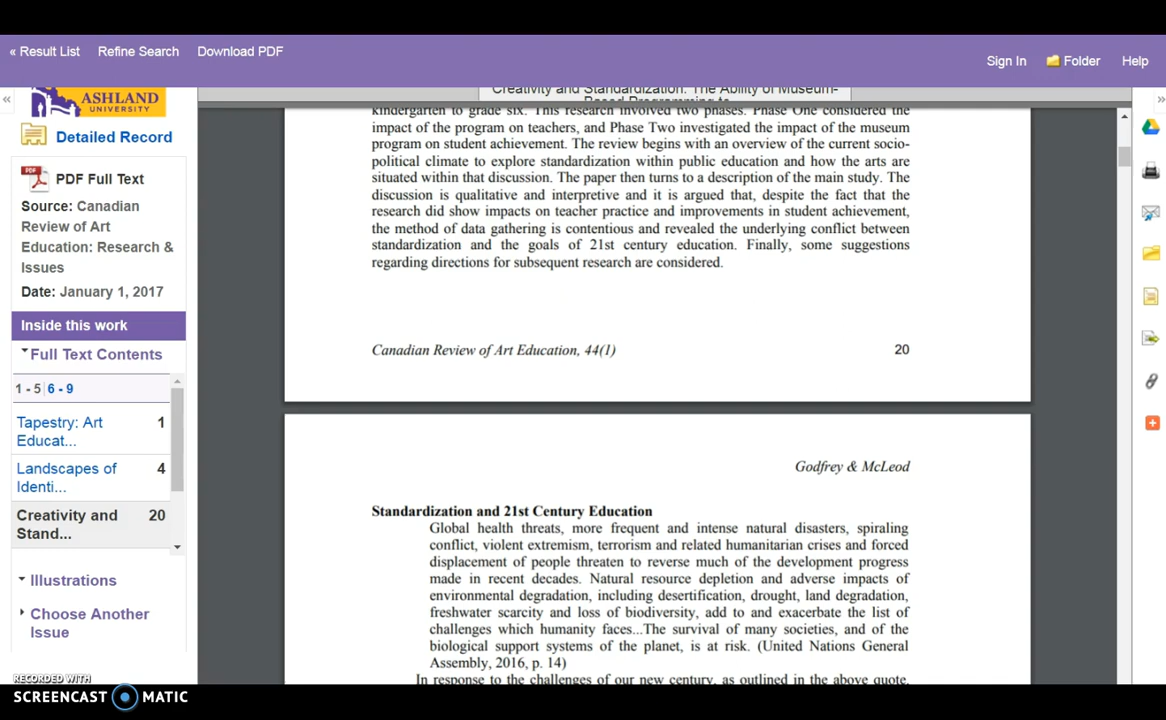 « Result List Refine Search Download PDF
Sign In Folder Help
«
»
ASHLAND
UNIVERSITY
Detailed Record
PDF Full Text
Source: Canadian
Review of Art
Education: Research &
Issues
Date: January 1, 2017
Inside this work
Full Text Contents
1 - 5 | 6 - 9
Tapestry: Art 1
Educat...
Landscapes of 4
Identi...
Creativity and 20
Stand...
Illustrations
Choose Another
Issue
Creativity and Standardization: The Ability of Museum-
Based Programming to
kindergarten to grade six. This research involved two phases. Phase One considered the
impact of the program on teachers, and Phase Two investigated the impact of the museum
program on student achievement. The review begins with an overview of the current socio-
political climate to explore standardization within public education and how the arts are
situated within that discussion. The paper then turns to a description of the main study. The
discussion is qualitative and interpretive and it is argued that, despite the fact that the
research did show impacts on teacher practice and improvements in student achievement,
the method of data gathering is contentious and revealed the underlying conflict between
standardization and the goals of 21st century education. Finally, some suggestions
regarding directions for subsequent research are considered.
Canadian Review of Art Education, 44(1) 20
Godfrey & McLeod
Standardization and 21st Century Education
Global health threats, more frequent and intense natural disasters, spiraling
conflict, violent extremism, terrorism and related humanitarian crises and forced
displacement of people threaten to reverse much of the development progress
made in recent decades. Natural resource depletion and adverse impacts of
environmental degradation, including desertification, drought, land degradation,
freshwater scarcity and loss of biodiversity, add to and exacerbate the list of
challenges which humanity faces...The survival of many societies, and of the
biological support systems of the planet, is at risk. (United Nations General
Assembly, 2016, p. 14)
In response to the challenges of our new century, as outlined in the above quote,
RECORDED WITH
SCREENCAST MATIC